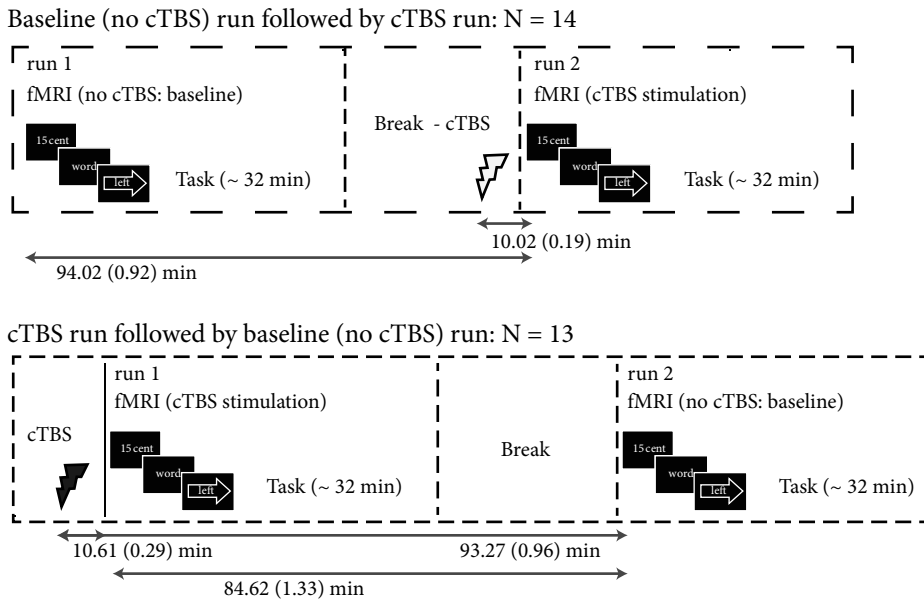 Baseline (no cTBS) run followed by cTBS run: N = 14
run 1
fMRI (no cTBS: baseline)
15 cent
word
left
Task (~ 32 min)
Break - cTBS
run 2
fMRI (cTBS stimulation)
15 cent
word
left
Task (~ 32 min)
10.02 (0.19) min
94.02 (0.92) min
cTBS run followed by baseline (no cTBS) run: N = 13
cTBS
run 1
fMRI (cTBS stimulation)
15 cent
word
left
Task (~ 32 min)
Break
run 2
fMRI (no cTBS: baseline)
15 cent
word
left
Task (~ 32 min)
10.61 (0.29) min
93.27 (0.96) min
84.62 (1.33) min